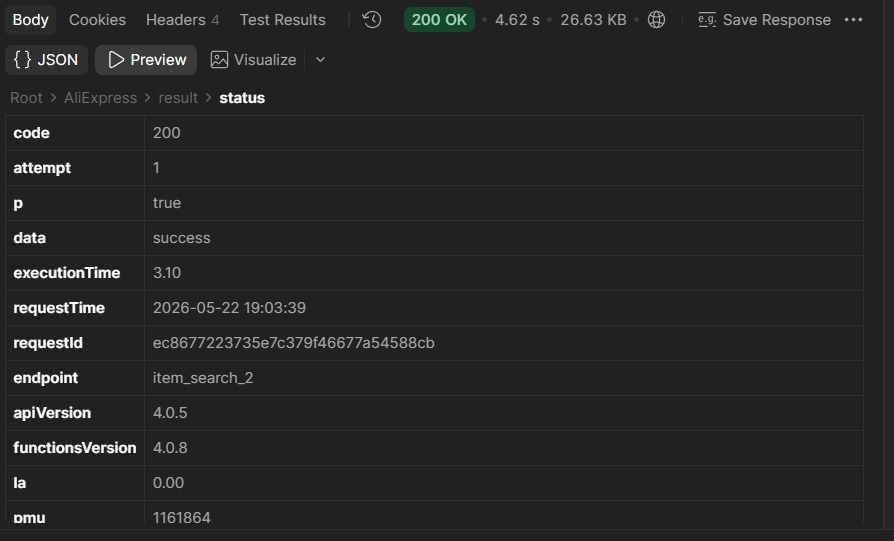 Body Cookies Headers 4 Test Results 200 OK • 4.62 s • 26.63 KB • e.g. Save Response •••
{ } JSON Preview Visualize
Root > AliExpress > result > status
code 200
attempt 1
p true
data success
executionTime 3.10
requestTime 2026-05-22 19:03:39
requestId ec8677223735e7c379f46677a54588cb
endpoint item_search_2
apiVersion 4.0.5
functionsVersion 4.0.8
la 0.00
pmu 1161864